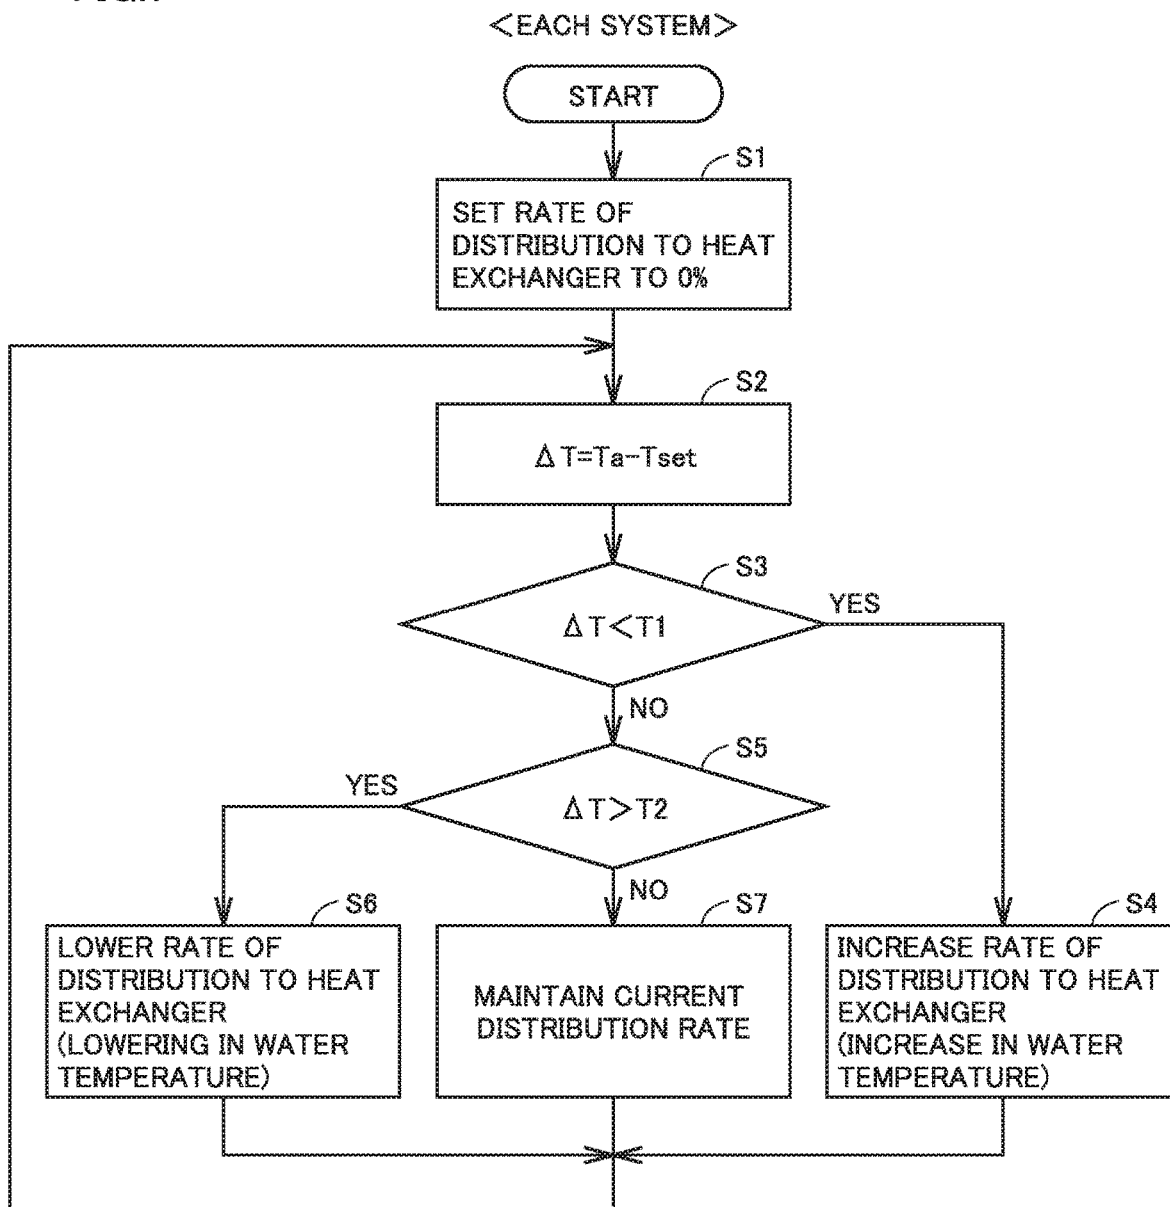 <EACH SYSTEM>
START
S1
SET RATE OF
DISTRIBUTION TO HEAT
EXCHANGER TO 0%
S2
ΔT=Ta-Tset
S3
ΔT<T1
YES
NO
S5
YES
ΔT>T2
NO
S6
S7
S4
LOWER RATE OF
DISTRIBUTION TO HEAT
EXCHANGER
(LOWERING IN WATER
TEMPERATURE)
MAINTAIN CURRENT
DISTRIBUTION RATE
INCREASE RATE OF
DISTRIBUTION TO HEAT
EXCHANGER
(INCREASE IN WATER
TEMPERATURE)